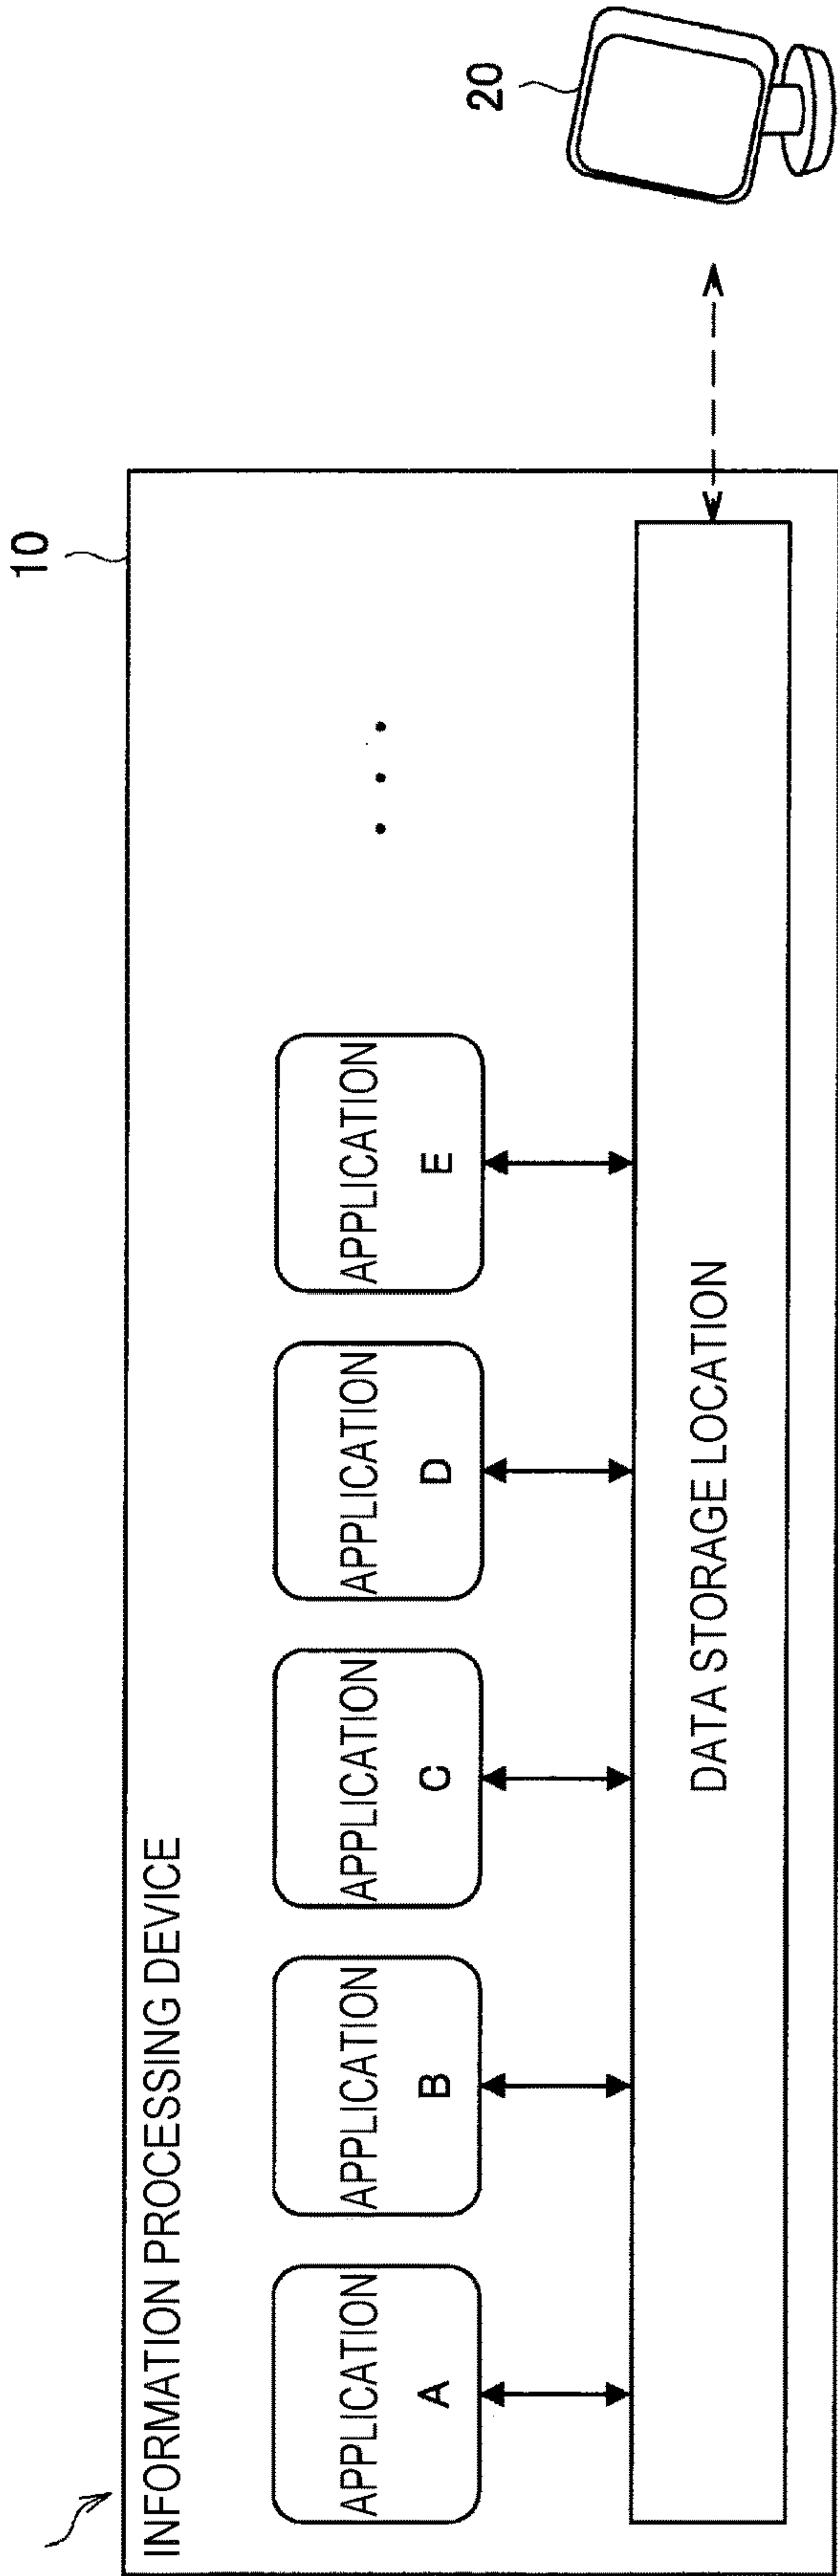 10
20
INFORMATION PROCESSING DEVICE
APPLICATION
A
APPLICATION
B
APPLICATION
C
APPLICATION
D
APPLICATION
E
• • •
DATA STORAGE LOCATION